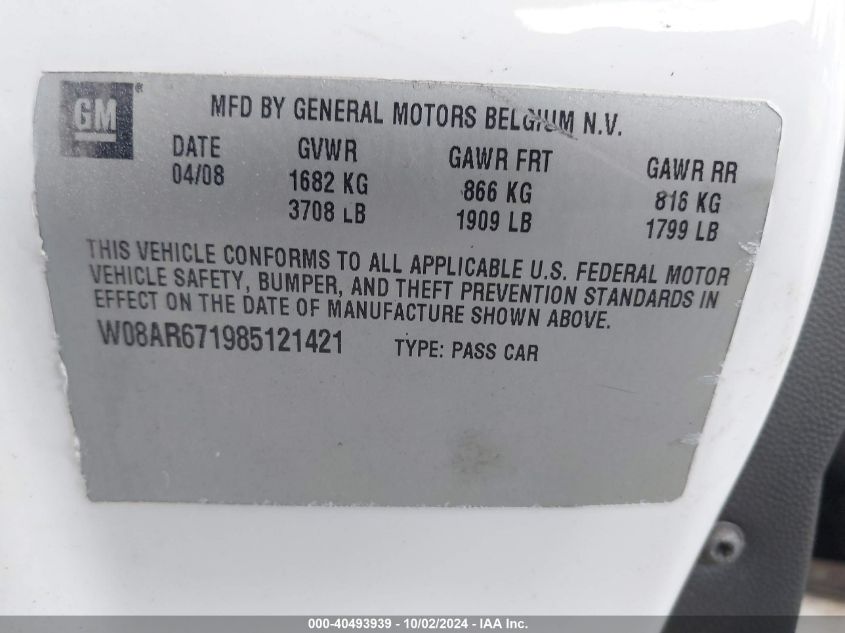 GM®
MFD BY GENERAL MOTORS BELGIUM N.V.
DATE GVWR GAWR FRT GAWR RR
04/08 1682 KG 866 KG 816 KG
3708 LB 1909 LB 1799 LB
THIS VEHICLE CONFORMS TO ALL APPLICABLE U.S. FEDERAL MOTOR
VEHICLE SAFETY, BUMPER, AND THEFT PREVENTION STANDARDS IN
EFFECT ON THE DATE OF MANUFACTURE SHOWN ABOVE.
W08AR671985121421 TYPE: PASS CAR
000-40493939 - 10/02/2024 - IAA Inc.